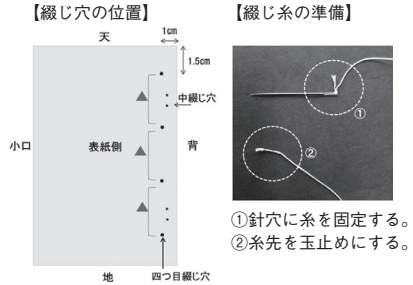 【綴じ穴の位置】
天
1cm
1.5cm
中綴じ穴
小口
表紙側
背
地
四つ目綴じ穴
【綴じ糸の準備】
①
②
①針穴に糸を固定する。
②糸先を玉止めにする。